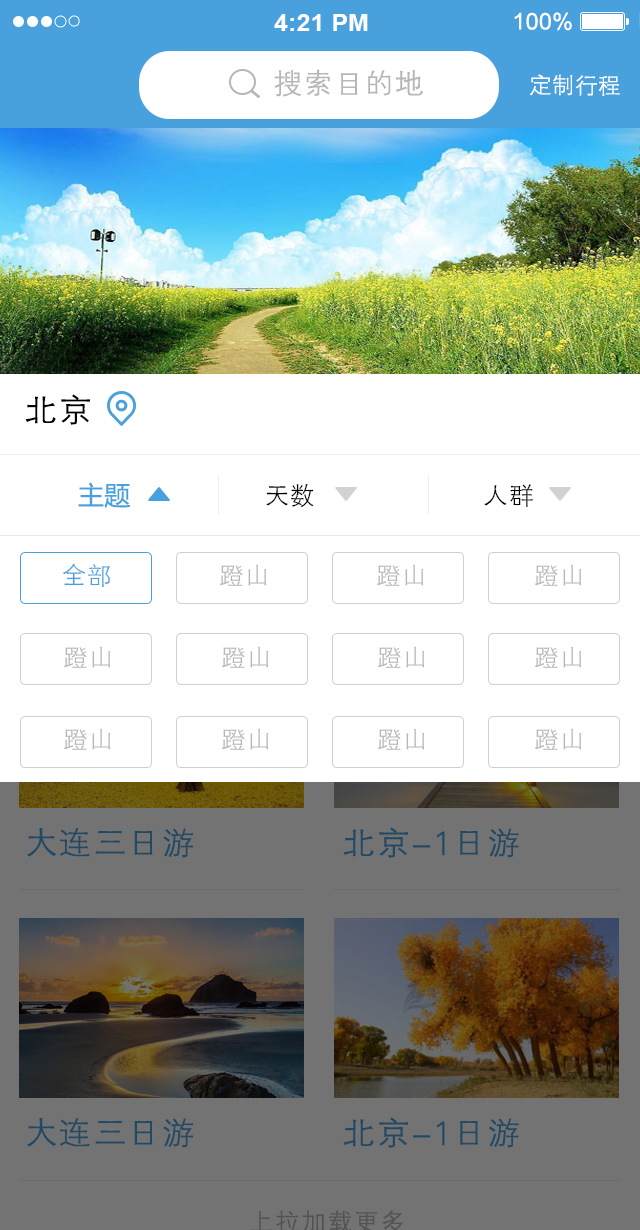 4:21 PM 100%
搜索目的地 定制行程
北京
主题 天数 人群
全部 蹬山 蹬山 蹬山
蹬山 蹬山 蹬山 蹬山
蹬山 蹬山 蹬山 蹬山
大连三日游 北京-1日游
大连三日游 北京-1日游
上拉加载更多